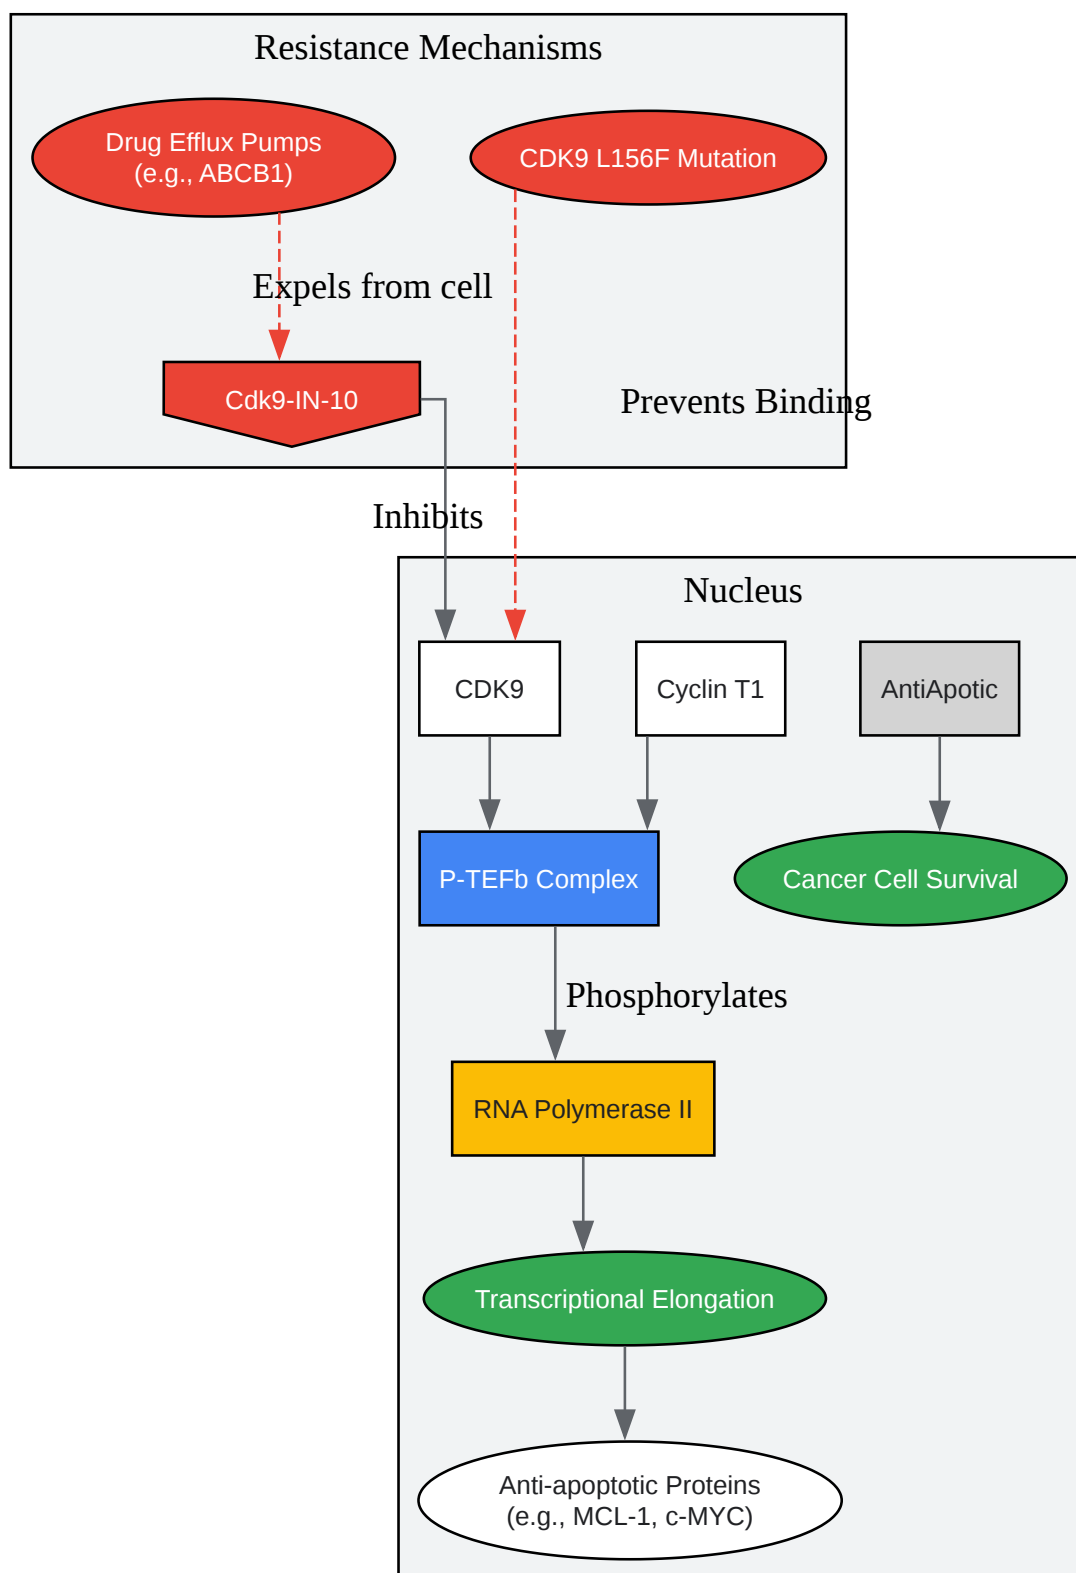 Resistance Mechanisms
Drug Efflux Pumps
(e.g., ABCB1)
CDK9 L156F Mutation
Expels from cell
Cdk9-IN-10
Prevents Binding
Inhibits
Nucleus
CDK9
Cyclin T1
AntiApotic
P-TEFb Complex
Cancer Cell Survival
Phosphorylates
RNA Polymerase II
Transcriptional Elongation
Anti-apoptotic Proteins
(e.g., MCL-1, c-MYC)